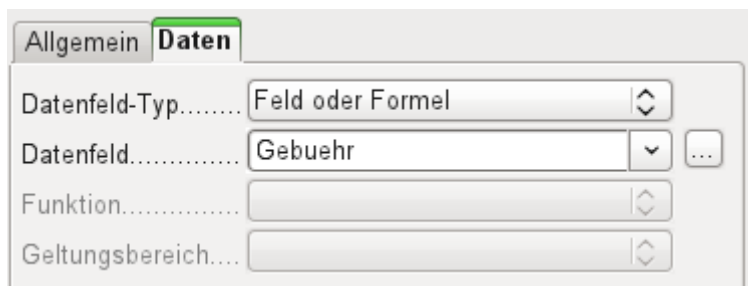 Allgemein Daten
Datenfeld-Typ........ Feld oder Formel
Datenfeld.............. Gebuehr ...
Funktion...............
Geltungsbereich....